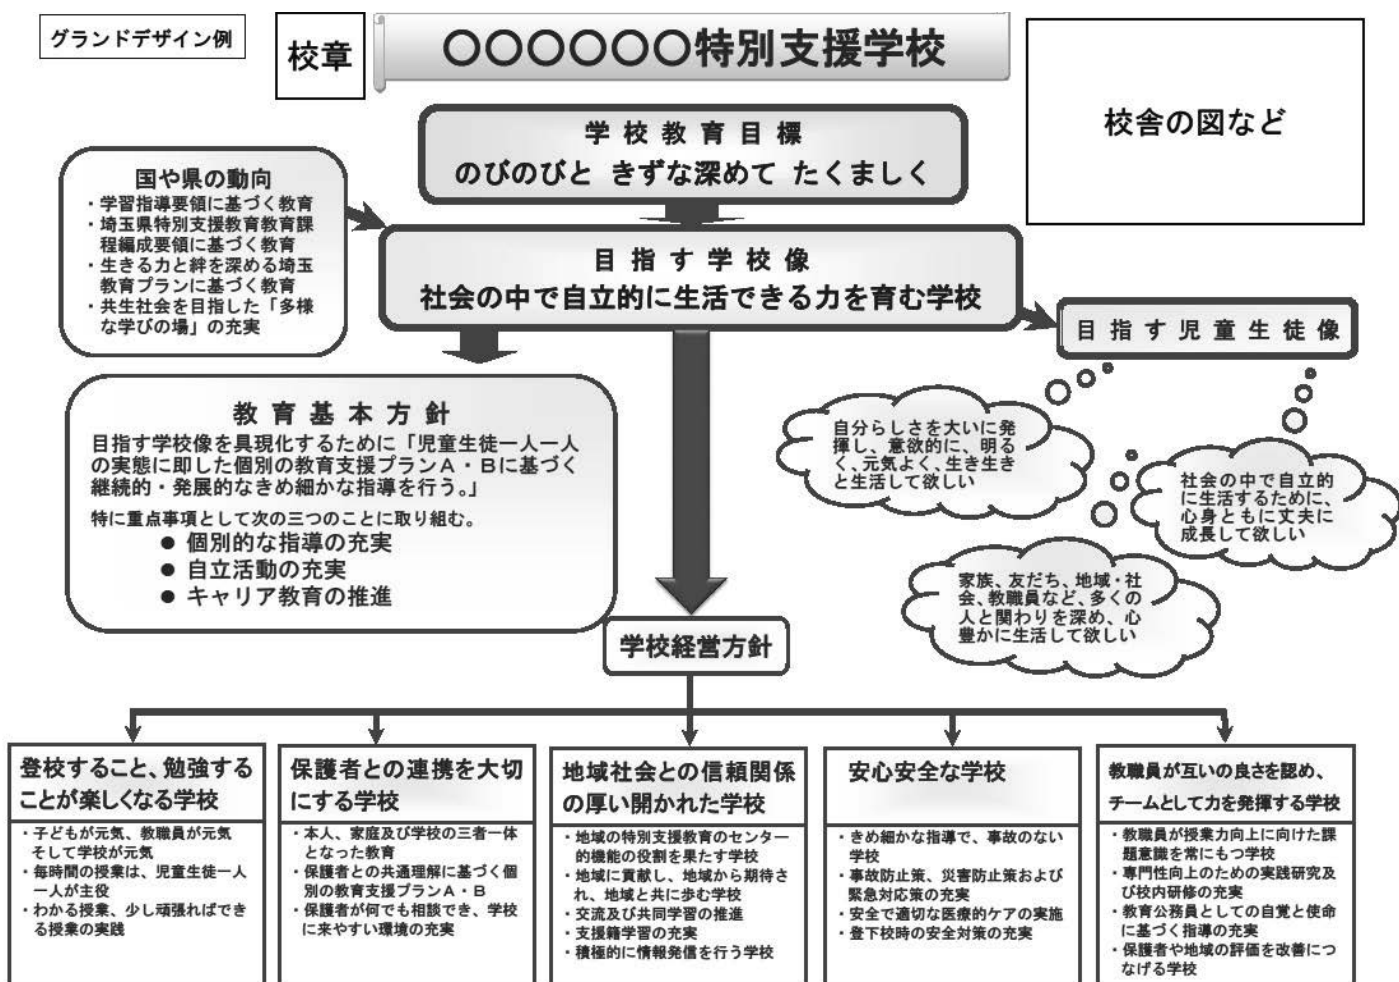 グランドデザイン例
校章
〇〇〇〇〇〇特別支援学校
校舎の図など
学校教育目標
のびのびと きずな深めて たくましく
国や県の動向
・学習指導要領に基づく教育
・埼玉県特別支援教育教育課
程編成要領に基づく教育
・生きる力と絆を深める埼玉
教育プランに基づく教育
・共生社会を目指した「多様
な学びの場」の充実
目指す学校像
社会の中で自立的に生活できる力を育む学校
目指す児童生徒像
教育基本方針
目指す学校像を具現化するために「児童生徒一人一人
の実態に即した個別の教育支援プランA・Bに基づく
継続的・発展的なきめ細かな指導を行う。」
特に重点事項として次の三つのことに取り組む。
● 個別的な指導の充実
● 自立活動の充実
● キャリア教育の推進
自分らしさを大いに発
揮し、意欲的に、明る
く、元気よく、生き生き
と生活して欲しい
社会の中で自立的
に生活するために、
心身ともに丈夫に
成長して欲しい
家族、友だち、地域・社
会、教職員など、多くの
人と関わりを深め、心
豊かに生活して欲しい
学校経営方針
登校すること、勉強する
ことが楽しくなる学校
・子どもが元気、教職員が元気
そして学校が元気
・毎時間の授業は、児童生徒一人
一人が主役
・わかる授業、少し頑張ればでき
る授業の実践
保護者との連携を大切
にする学校
・本人、家庭及び学校の三者一体
となった教育
・保護者との共通理解に基づく個
別の教育支援プランA・B
・保護者が何でも相談でき、学校
に来やすい環境の充実
地域社会との信頼関係
の厚い開かれた学校
・地域の特別支援教育のセンター
的機能の役割を果たす学校
・地域に貢献し、地域から期待さ
れ、地域と共に歩む学校
・交流及び共同学習の推進
・支援籍学習の充実
・積極的に情報発信を行う学校
安心安全な学校
・きめ細かな指導で、事故のない
学校
・事故防止策、災害防止策および
緊急対応策の充実
・安全で適切な医療的ケアの実施
・登下校時の安全対策の充実
教職員が互いの良さを認め、
チームとして力を発揮する学校
・教職員が授業力向上に向けた課
題意識を常にもつ学校
・専門性向上のための実践研究及
び校内研修の充実
・教育公務員としての自覚と使命
に基づく指導の充実
・保護者や地域の評価を改善につ
なげる学校